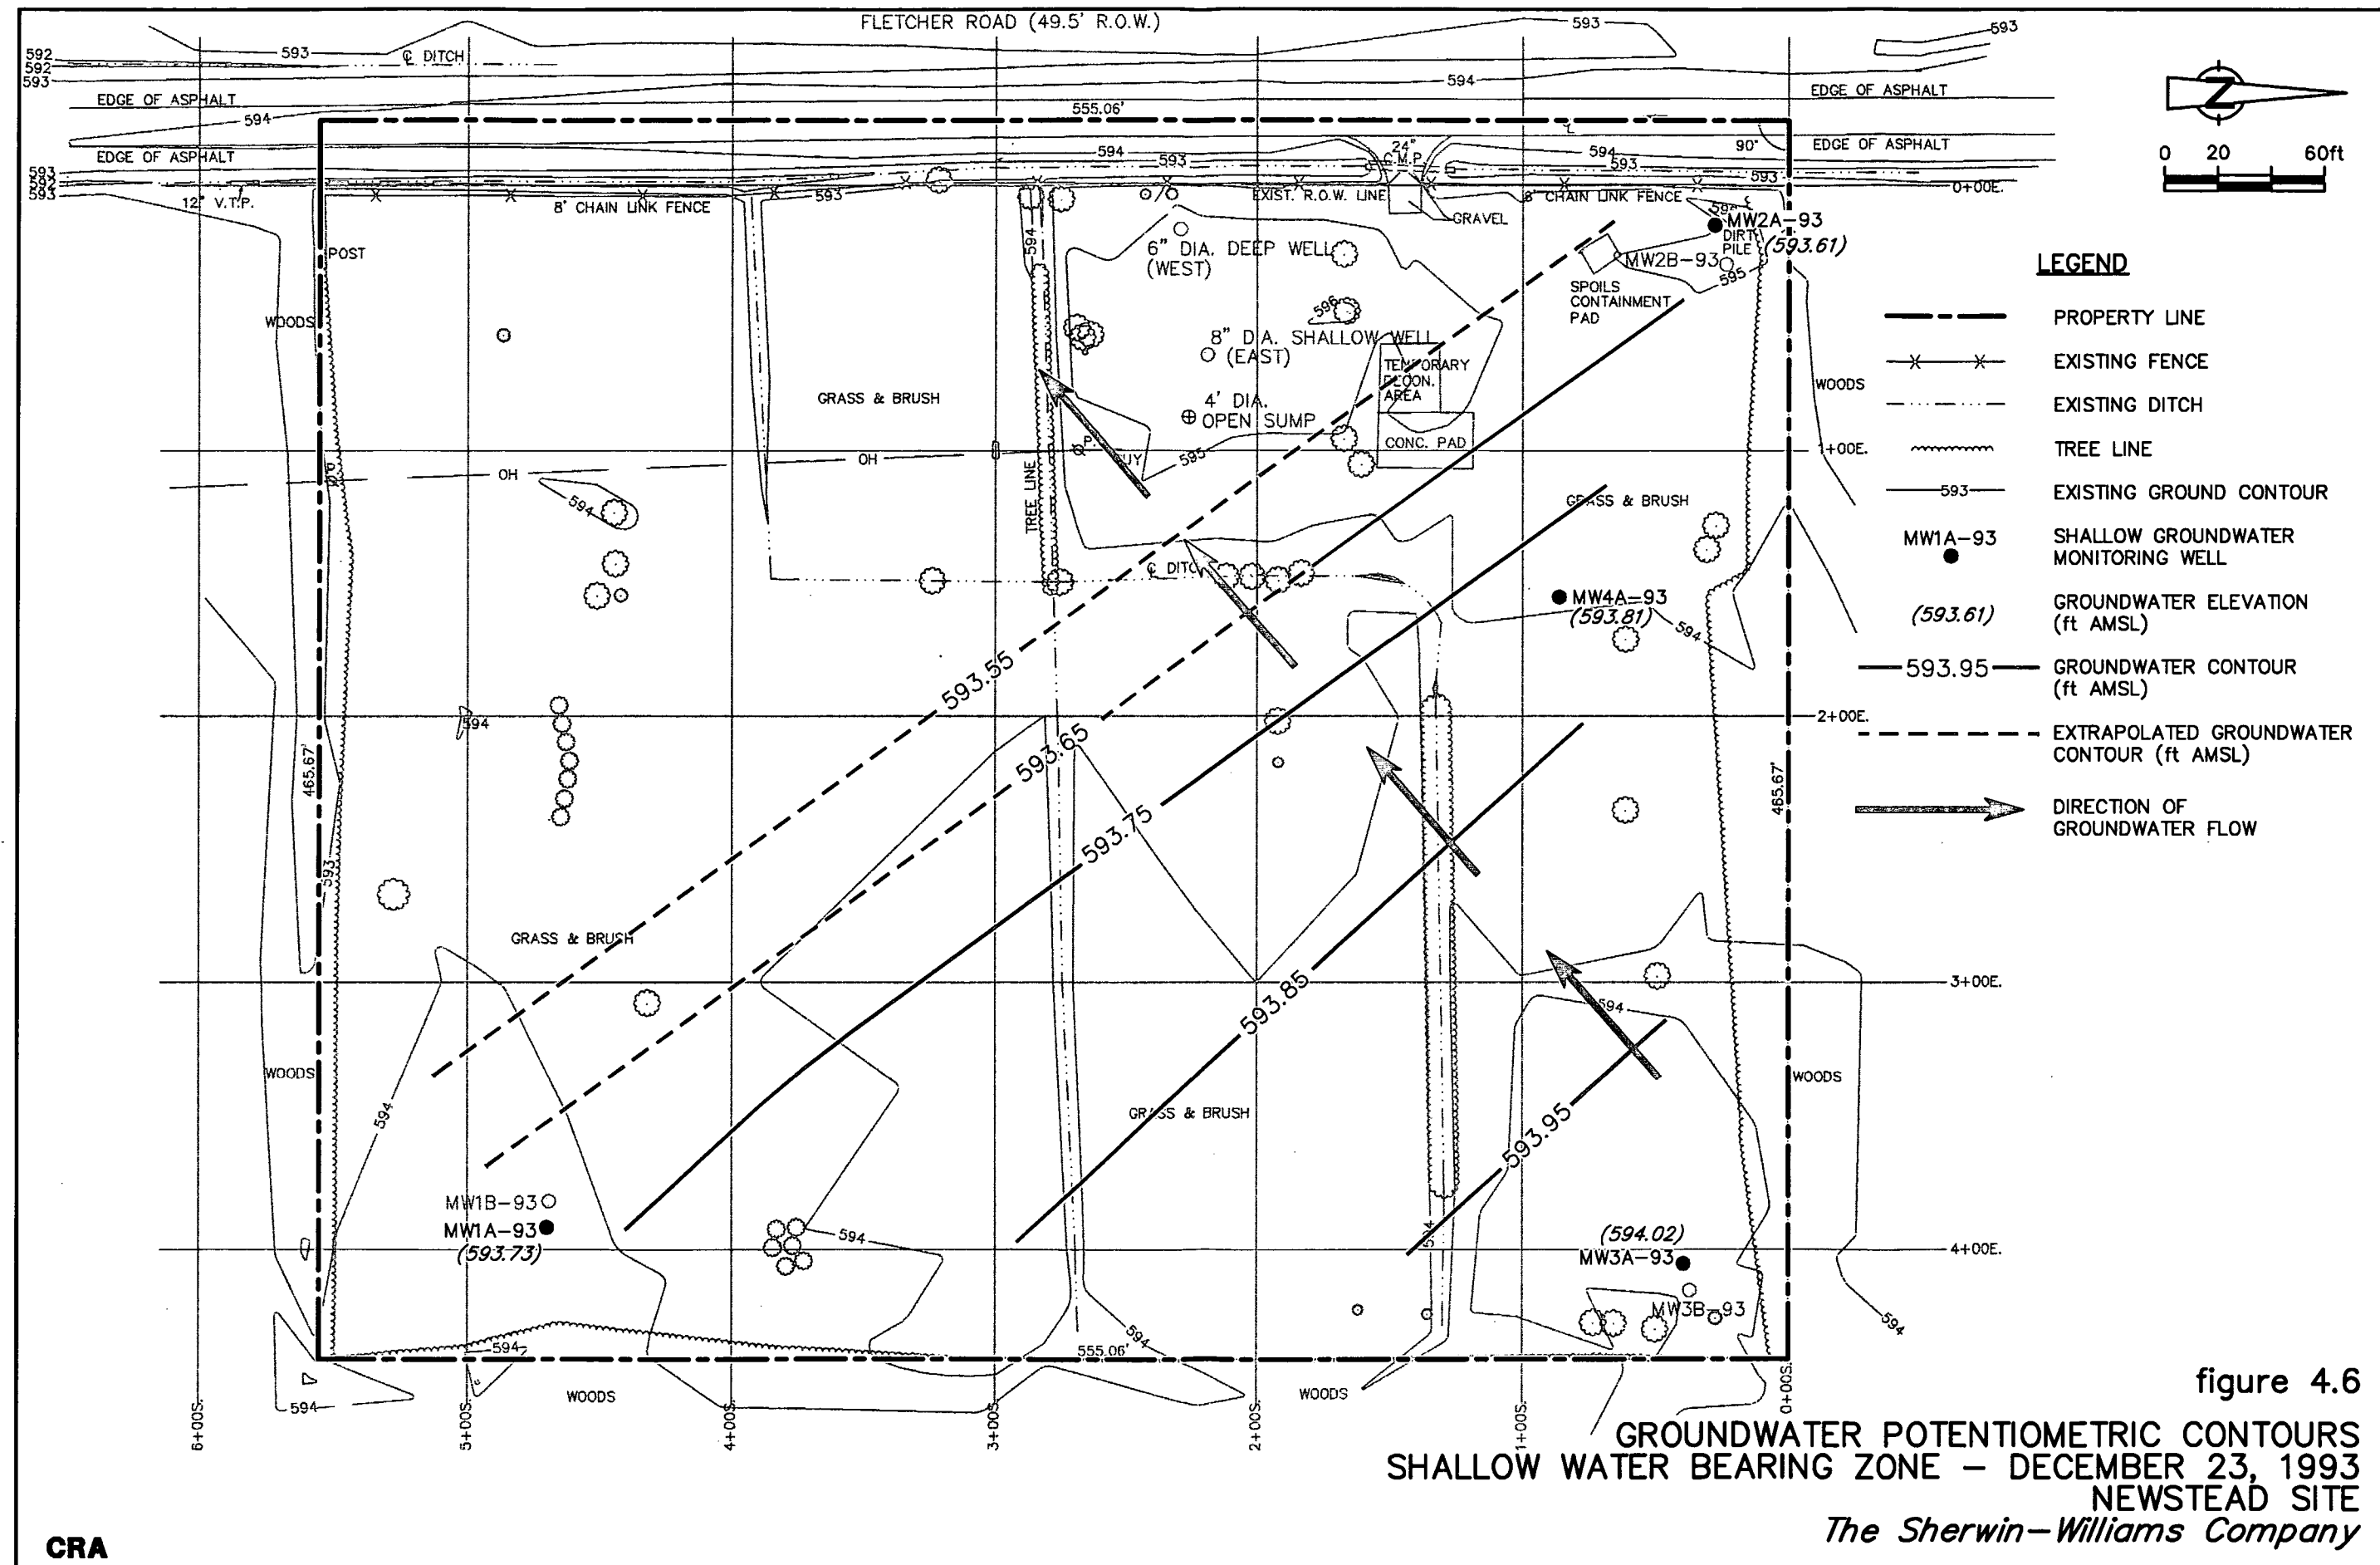 FLETCHER ROAD (49.5' R.O.W.)
593
593
593
592
592
593
℄ DITCH
594
EDGE OF ASPHALT
EDGE OF ASPHALT
555.06'
594
EDGE OF ASPHALT
EDGE OF ASPHALT
90°
594
593
24"
C.M.P.
594
593
593
593
592
593
12" V.T.P.
8' CHAIN LINK FENCE
593
EXIST. R.O.W. LINE
GRAVEL
8' CHAIN LINK FENCE
0+00E.
Z
0 20 60ft
POST
594
6" DIA. DEEP WELL
(WEST)
MW2A-93
(593.61)
DIRT
PILE
MW2B-93
595
SPOILS
CONTAINMENT
PAD
WOODS
596
8" DIA. SHALLOW WELL
(EAST)
TEMPORARY
DECON.
AREA
GRASS & BRUSH
4' DIA.
OPEN SUMP
CONC. PAD
WOODS
P.
GUY
595
1+00E.
OH
OH
TREE LINE
594
GRASS & BRUSH
℄ DITCH
MW4A-93
(593.81)
594
593.55
594
2+00E.
593.65
465.67'
465.67'
593.75
593
GRASS & BRUSH
593.85
3+00E.
594
WOODS
WOODS
594
GRASS & BRUSH
593.95
MW1B-93
MW1A-93
(593.73)
594
594
(594.02)
MW3A-93
4+00E.
MW3B-93
594
594
594
555.06'
594
WOODS
WOODS
6+00S.
5+00S.
4+00S.
3+00S.
2+00S.
1+00S.
0+00S.
LEGEND
PROPERTY LINE
EXISTING FENCE
EXISTING DITCH
TREE LINE
593 EXISTING GROUND CONTOUR
MW1A-93 SHALLOW GROUNDWATER
MONITORING WELL
(593.61) GROUNDWATER ELEVATION
(ft AMSL)
593.95 GROUNDWATER CONTOUR
(ft AMSL)
EXTRAPOLATED GROUNDWATER
CONTOUR (ft AMSL)
DIRECTION OF
GROUNDWATER FLOW
figure 4.6
GROUNDWATER POTENTIOMETRIC CONTOURS
SHALLOW WATER BEARING ZONE – DECEMBER 23, 1993
NEWSTEAD SITE
The Sherwin-Williams Company
CRA